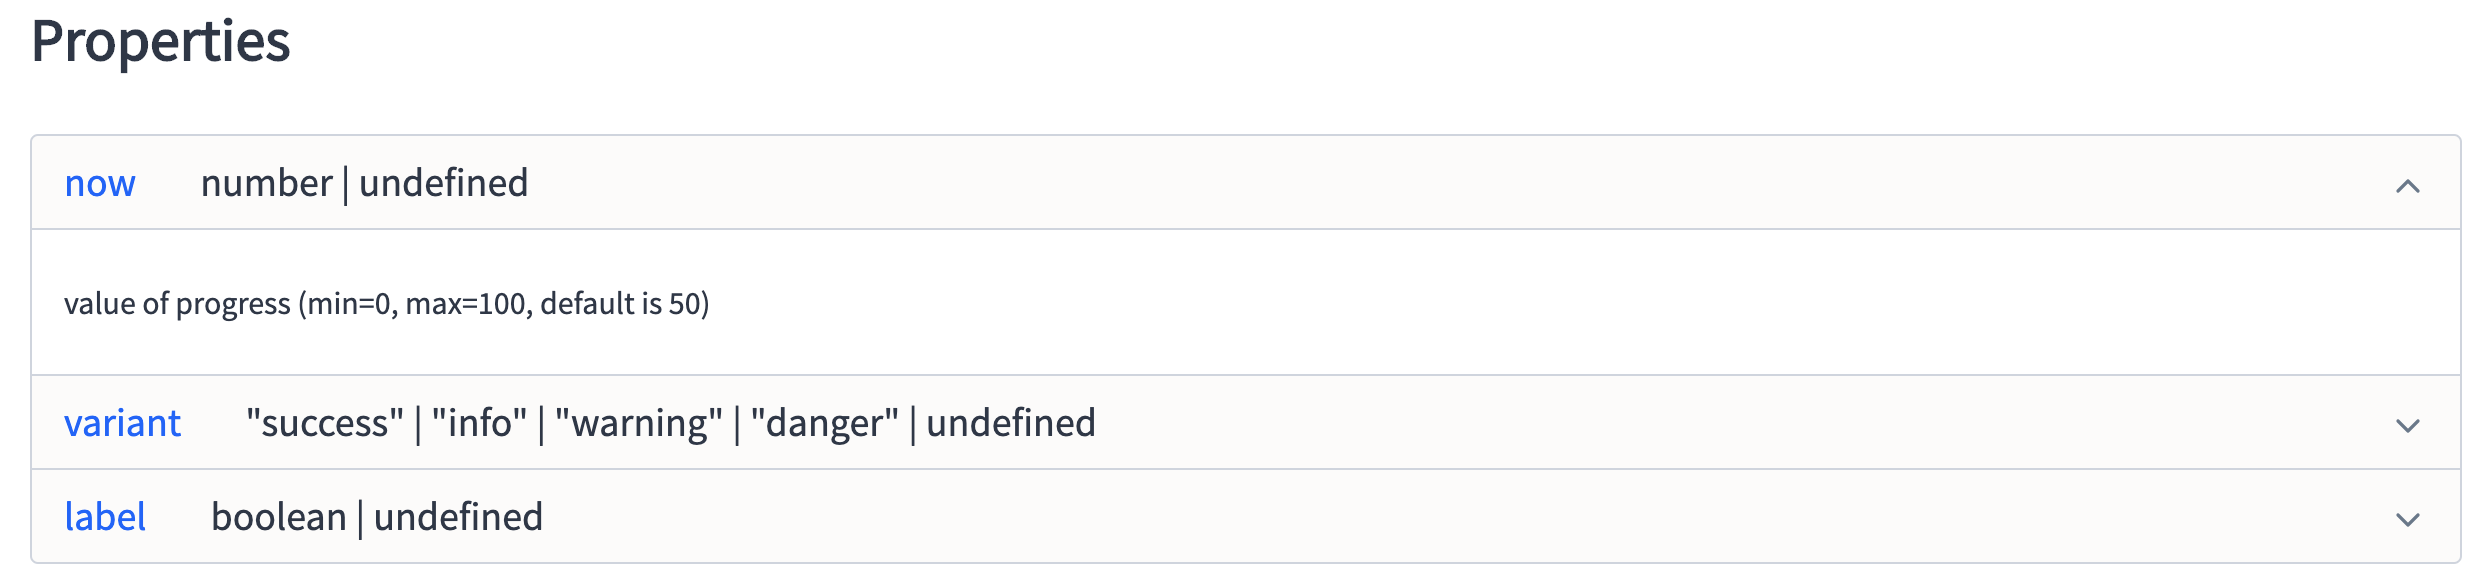 Properties
now number | undefined
value of progress (min=0, max=100, default is 50)
variant "success" | "info" | "warning" | "danger" | undefined
label boolean | undefined